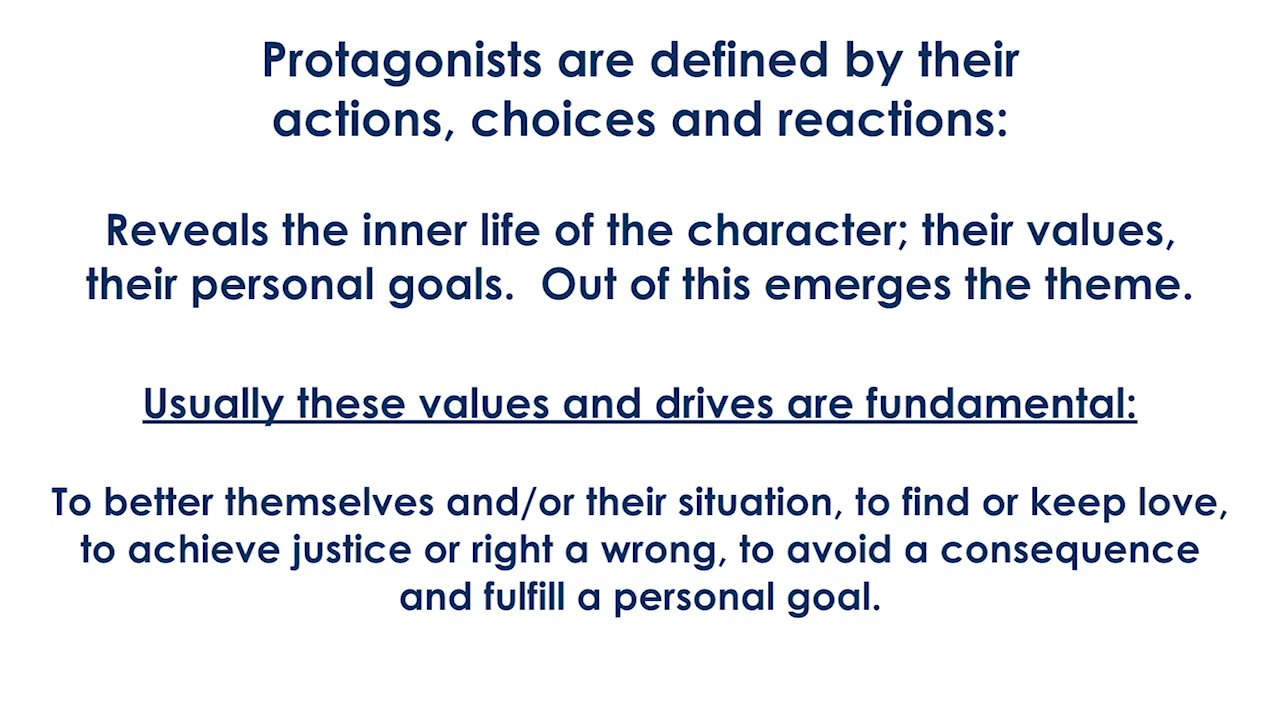 Protagonists are defined by their
actions, choices and reactions:
Reveals the inner life of the character; their values,
their personal goals.  Out of this emerges the theme.
Usually these values and drives are fundamental:
To better themselves and/or their situation, to find or keep love,
to achieve justice or right a wrong, to avoid a consequence
and fulfill a personal goal.